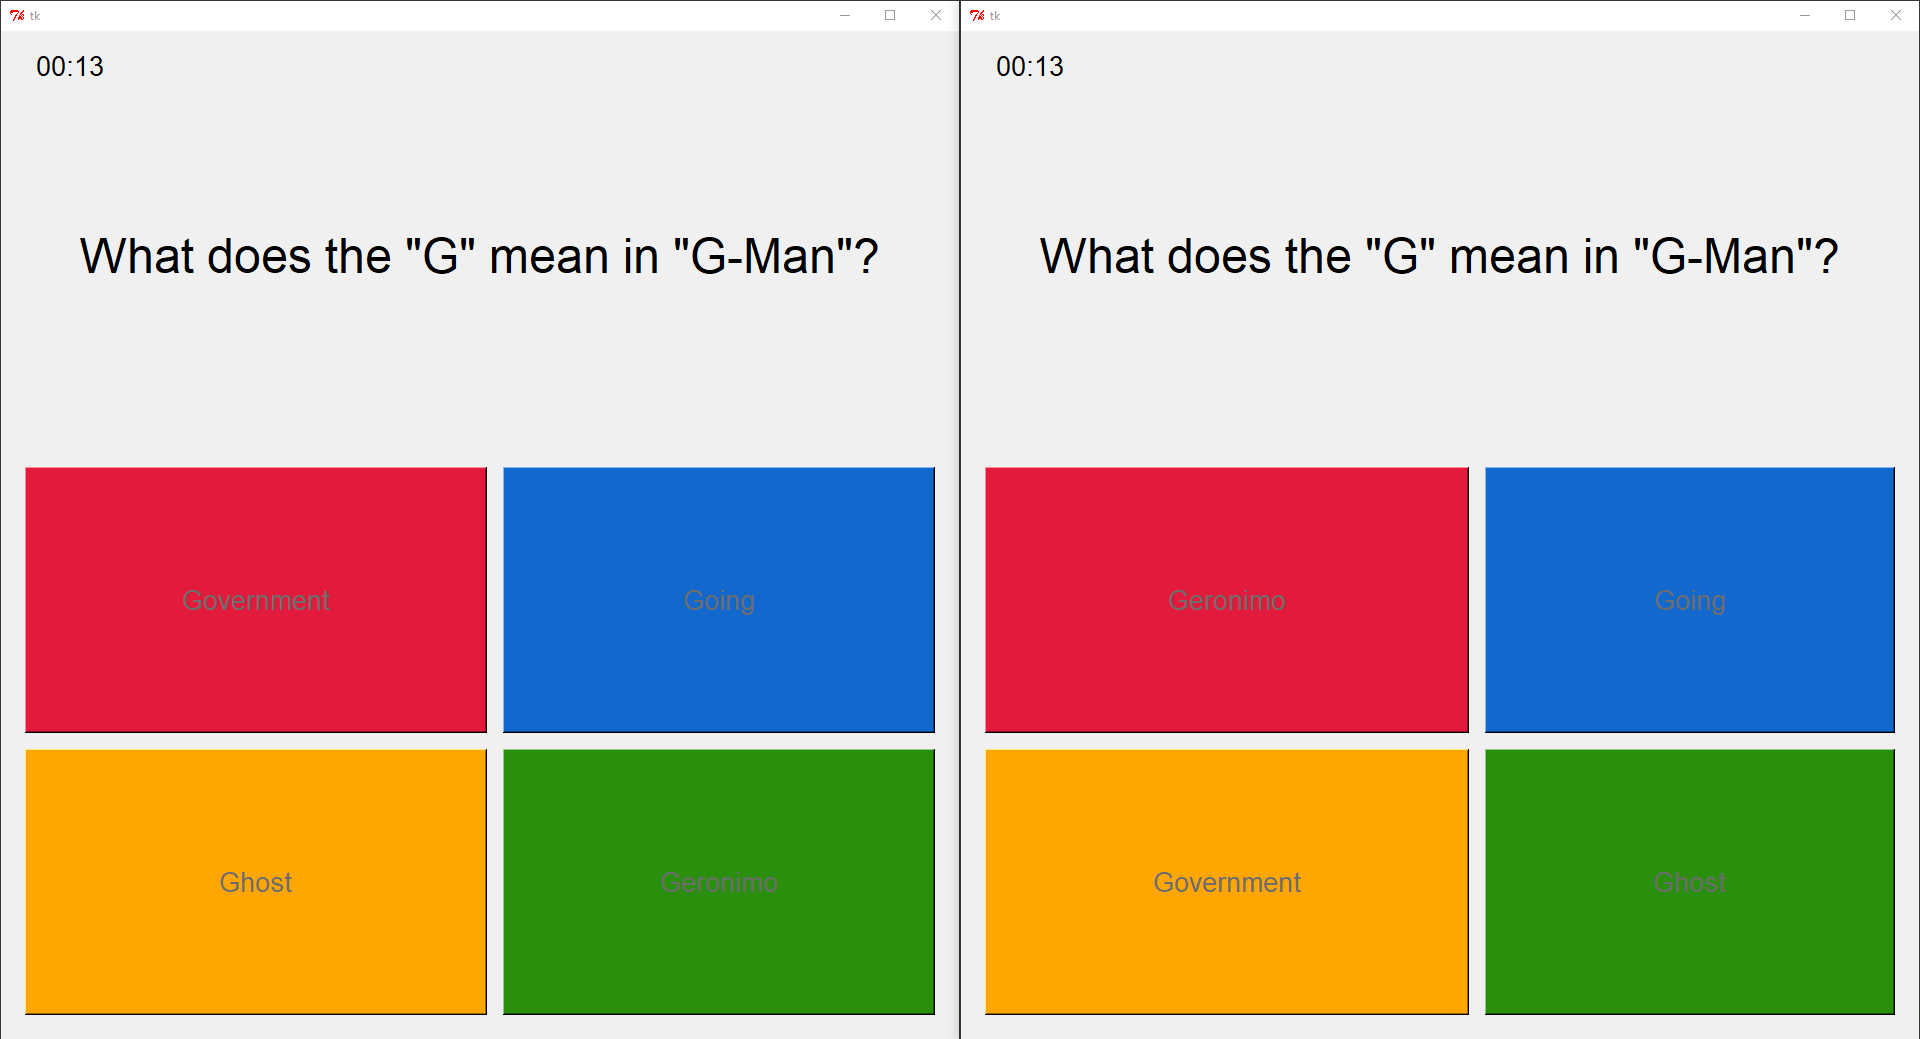 tk
00:13
What does the "G" mean in "G-Man"?
Government
Going
Ghost
Geronimo
tk
00:13
What does the "G" mean in "G-Man"?
Geronimo
Going
Government
Ghost